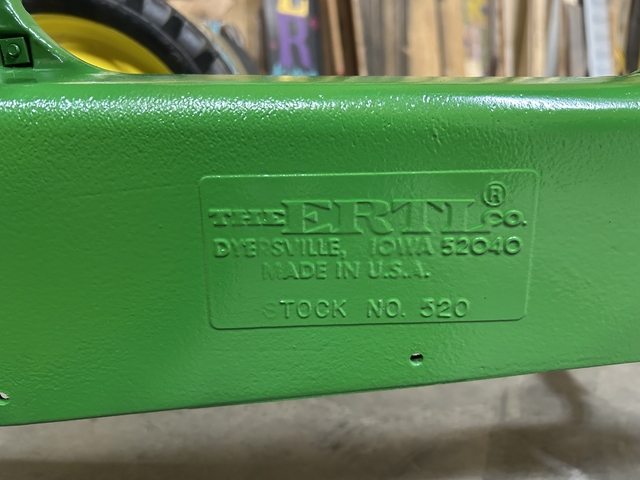 THE ERTL® CO.
DYERSVILLE, IOWA 52040
MADE IN U.S.A.
STOCK NO. 520